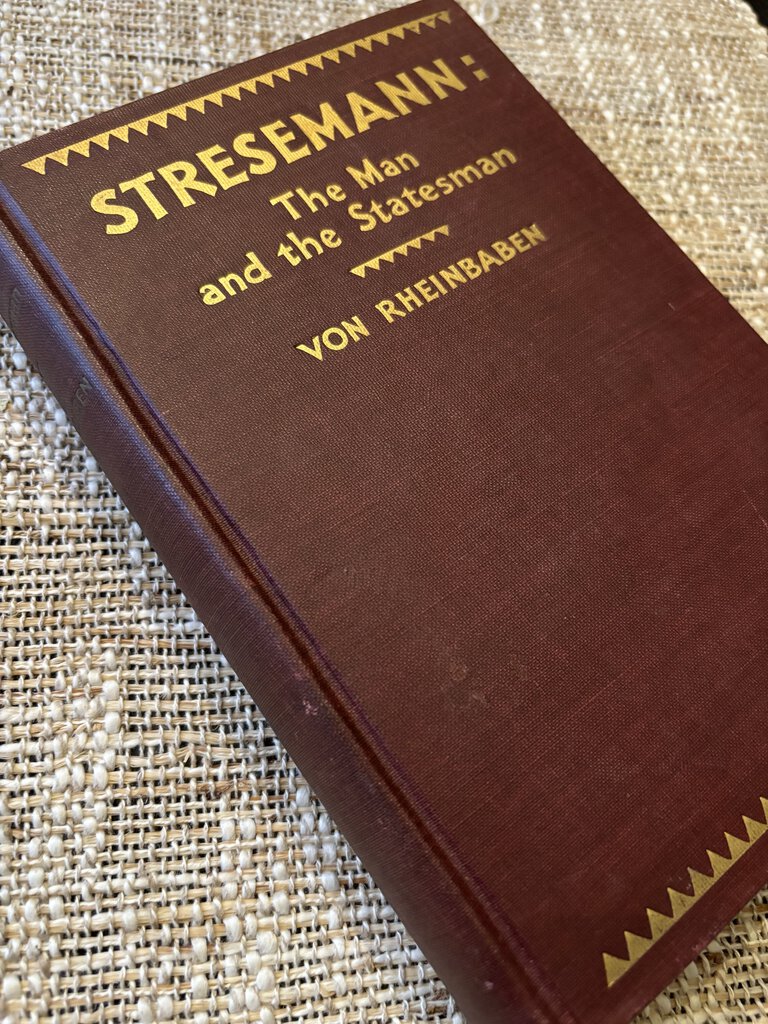 STRESEMANN:
The Man
and the Statesman
VON RHEINBABEN